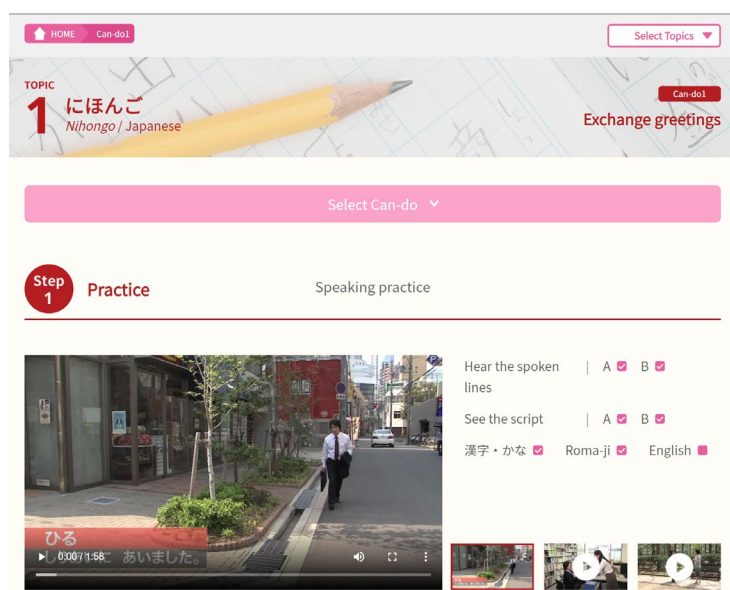 HOME Can-do1
Select Topics
TOPIC
1 にほんご
Nihongo / Japanese
Can-do1
Exchange greetings
Select Can-do
Step
1
Practice
Speaking practice
Hear the spoken
lines
| A B
See the script | A B
漢字・かな Roma-ji English
ひる
あいました。
0:00 / 1:58